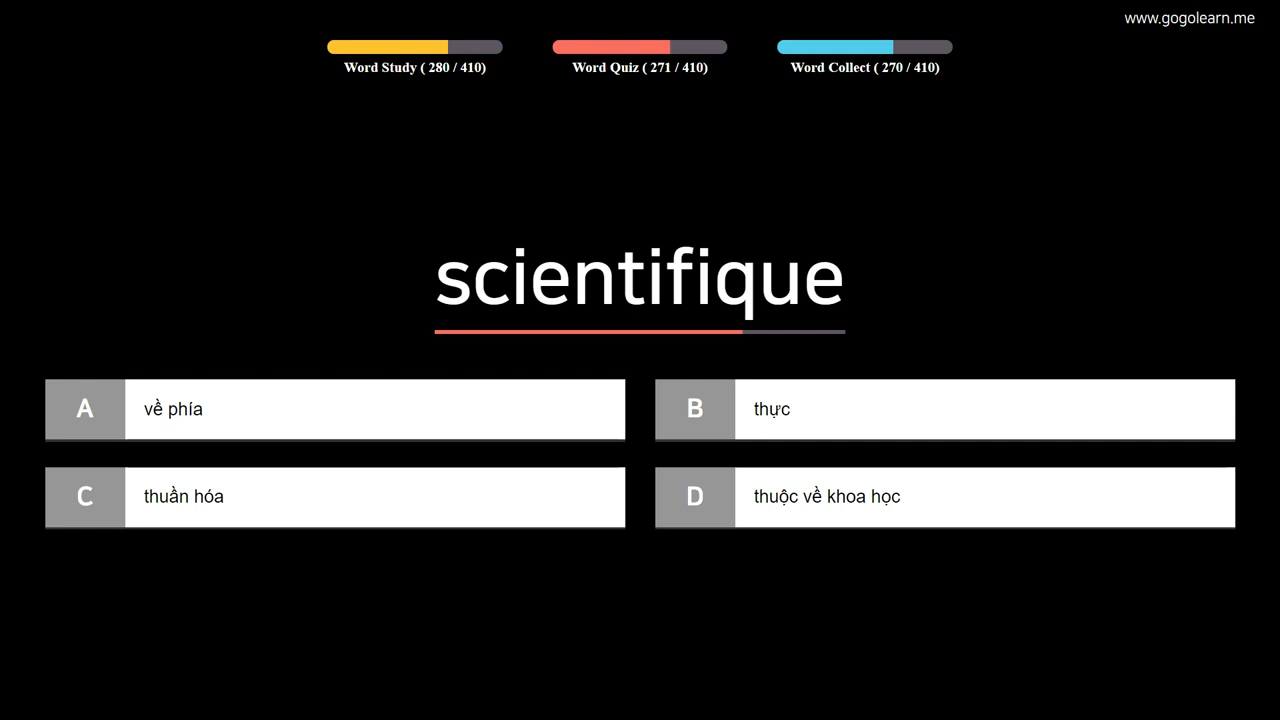 www.gogolearn.me
Word Study ( 280 / 410)
Word Quiz ( 271 / 410)
Word Collect ( 270 / 410)
scientifique
A
về phía
B
thực
C
thuần hóa
D
thuộc về khoa học